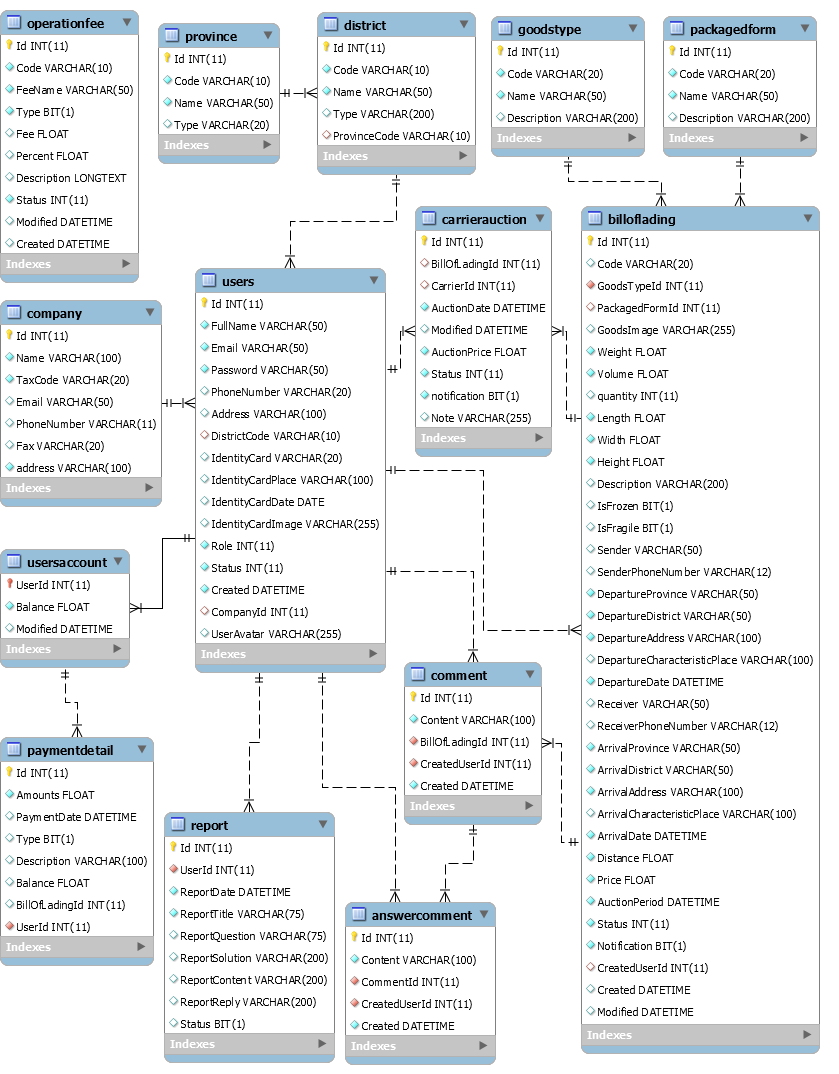 operationfee
Id INT(11)
Code VARCHAR(10)
FeeName VARCHAR(50)
Type BIT(1)
Fee FLOAT
Percent FLOAT
Description LONGTEXT
Status INT(11)
Modified DATETIME
Created DATETIME
Indexes
province
Id INT(11)
Code VARCHAR(10)
Name VARCHAR(50)
Type VARCHAR(20)
Indexes
district
Id INT(11)
Code VARCHAR(10)
Name VARCHAR(50)
Type VARCHAR(200)
ProvinceCode VARCHAR(10)
Indexes
goodstype
Id INT(11)
Code VARCHAR(20)
Name VARCHAR(50)
Description VARCHAR(200)
Indexes
packagedform
Id INT(11)
Code VARCHAR(20)
Name VARCHAR(50)
Description VARCHAR(200)
Indexes
company
Id INT(11)
Name VARCHAR(100)
TaxCode VARCHAR(20)
Email VARCHAR(50)
PhoneNumber VARCHAR(11)
Fax VARCHAR(20)
address VARCHAR(100)
Indexes
users
Id INT(11)
FullName VARCHAR(50)
Email VARCHAR(50)
Password VARCHAR(50)
PhoneNumber VARCHAR(20)
Address VARCHAR(100)
DistrictCode VARCHAR(10)
IdentityCard VARCHAR(20)
IdentityCardPlace VARCHAR(100)
IdentityCardDate DATE
IdentityCardImage VARCHAR(255)
Role INT(11)
Status INT(11)
Created DATETIME
CompanyId INT(11)
UserAvatar VARCHAR(255)
Indexes
carrierauction
Id INT(11)
BillOfLadingId INT(11)
CarrierId INT(11)
AuctionDate DATETIME
Modified DATETIME
AuctionPrice FLOAT
Status INT(11)
notification BIT(1)
Note VARCHAR(255)
Indexes
billoflading
Id INT(11)
Code VARCHAR(20)
GoodsTypeId INT(11)
PackagedFormId INT(11)
GoodsImage VARCHAR(255)
Weight FLOAT
Volume FLOAT
quantity INT(11)
Length FLOAT
Width FLOAT
Height FLOAT
Description VARCHAR(200)
IsFrozen BIT(1)
IsFragile BIT(1)
Sender VARCHAR(50)
SenderPhoneNumber VARCHAR(12)
DepartureProvince VARCHAR(50)
DepartureDistrict VARCHAR(50)
DepartureAddress VARCHAR(100)
DepartureCharacteristicPlace VARCHAR(100)
DepartureDate DATETIME
Receiver VARCHAR(50)
ReceiverPhoneNumber VARCHAR(12)
ArrivalProvince VARCHAR(50)
ArrivalDistrict VARCHAR(50)
ArrivalAddress VARCHAR(100)
ArrivalCharacteristicPlace VARCHAR(100)
ArrivalDate DATETIME
Distance FLOAT
Price FLOAT
AuctionPeriod DATETIME
Status INT(11)
Notification BIT(1)
CreatedUserId INT(11)
Created DATETIME
Modified DATETIME
Indexes
usersaccount
UserId INT(11)
Balance FLOAT
Modified DATETIME
Indexes
paymentdetail
Id INT(11)
Amounts FLOAT
PaymentDate DATETIME
Type BIT(1)
Description VARCHAR(100)
Balance FLOAT
BillOfLadingId INT(11)
UserId INT(11)
Indexes
report
Id INT(11)
UserId INT(11)
ReportDate DATETIME
ReportTitle VARCHAR(75)
ReportQuestion VARCHAR(75)
ReportSolution VARCHAR(200)
ReportContent VARCHAR(200)
ReportReply VARCHAR(200)
Status BIT(1)
Indexes
comment
Id INT(11)
Content VARCHAR(100)
BillOfLadingId INT(11)
CreatedUserId INT(11)
Created DATETIME
Indexes
answercomment
Id INT(11)
Content VARCHAR(100)
CommentId INT(11)
CreatedUserId INT(11)
Created DATETIME
Indexes